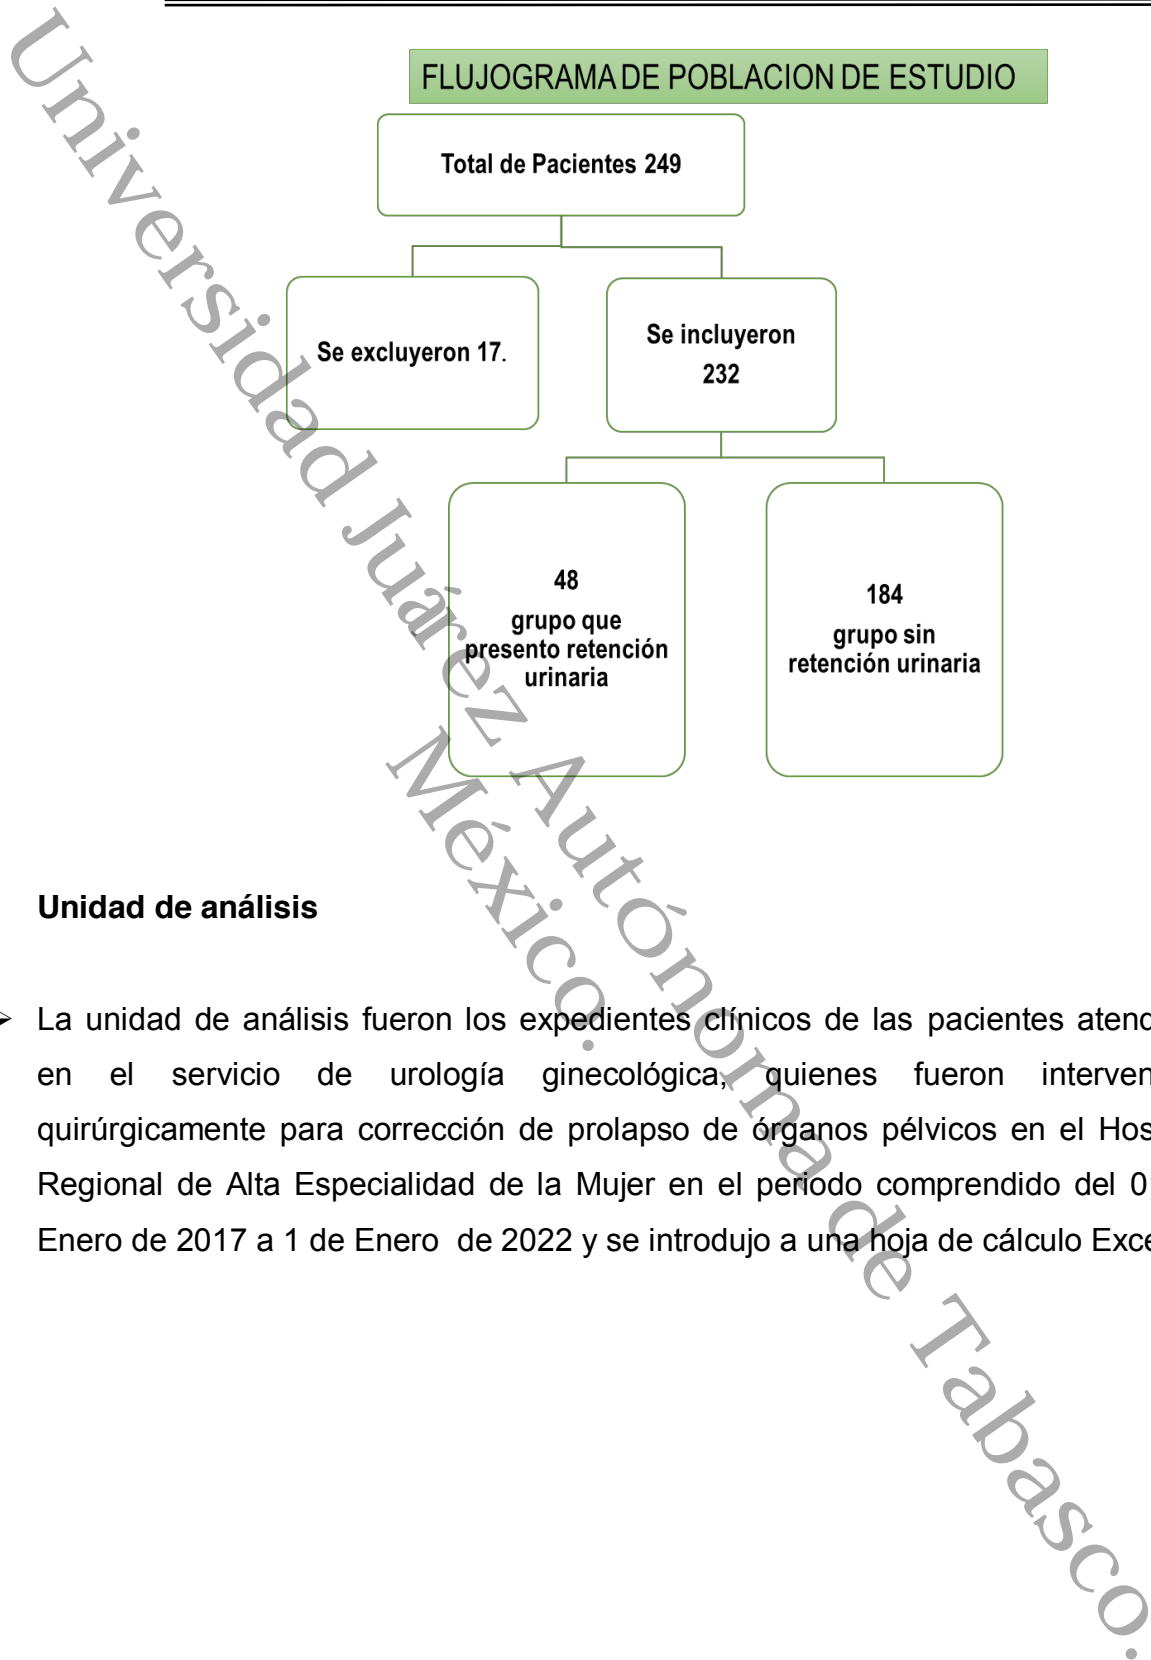 FLUJOGRAMA DE POBLACION DE ESTUDIO
Total de Pacientes 249
Se excluyeron 17.
Se incluyeron
232
48
grupo que
presento retención
urinaria
184
grupo sin
retención urinaria
Unidad de análisis
➢ La unidad de análisis fueron los expedientes clínicos de las pacientes atend
en el servicio de urología ginecológica, quienes fueron interven
quirúrgicamente para corrección de prolapso de órganos pélvicos en el Hos
Regional de Alta Especialidad de la Mujer en el periodo comprendido del 0
Enero de 2017 a 1 de Enero de 2022 y se introdujo a una hoja de cálculo Exce
Universidad Juárez Autónoma de Tabasco.
México.